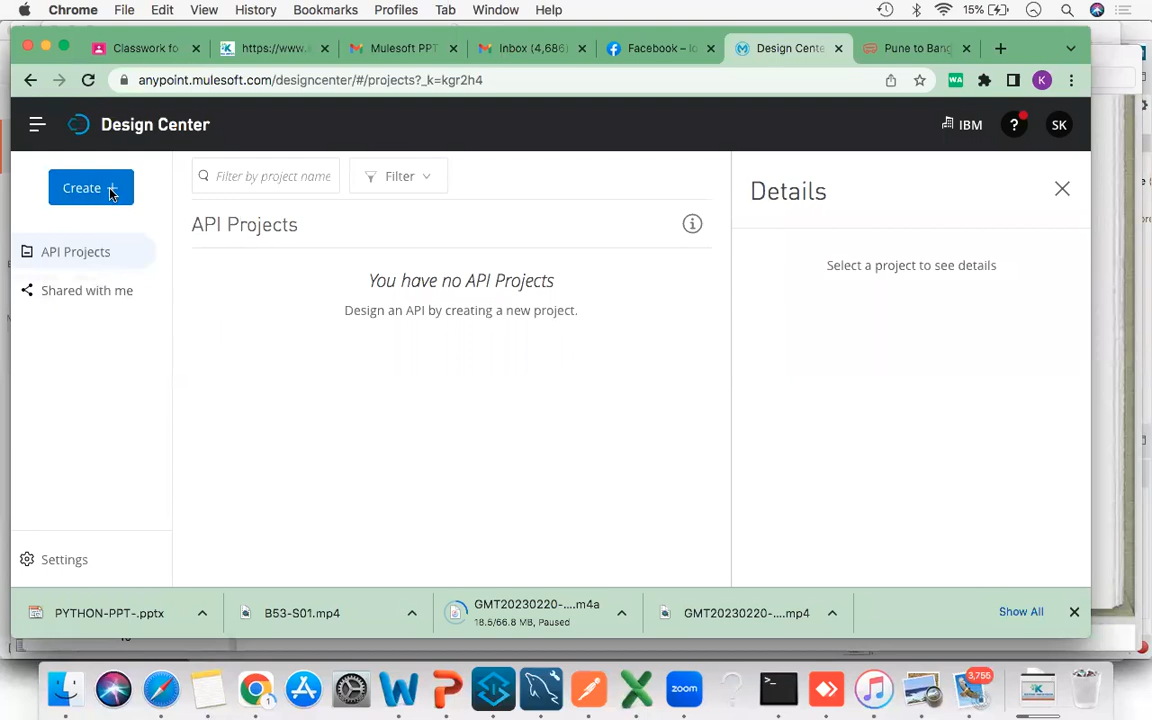 Chrome File Edit View History Bookmarks Profiles Tab Window Help 15%
Classwork fo https://www. Mulesoft PPT Inbox (4,686) Facebook – lo Design Cente Pune to Bang
anypoint.mulesoft.com/designcenter/#/projects?_k=kgr2h4 WA K
Design Center IBM ? SK
Create +
Filter by project name Filter
Details
API Projects
API Projects
Shared with me
You have no API Projects
Design an API by creating a new project.
Select a project to see details
Settings
PYTHON-PPT-.pptx B53-S01.mp4 GMT20230220-....m4a GMT20230220-....mp4 Show All
18.5/66.8 MB, Paused
zoom 3,755